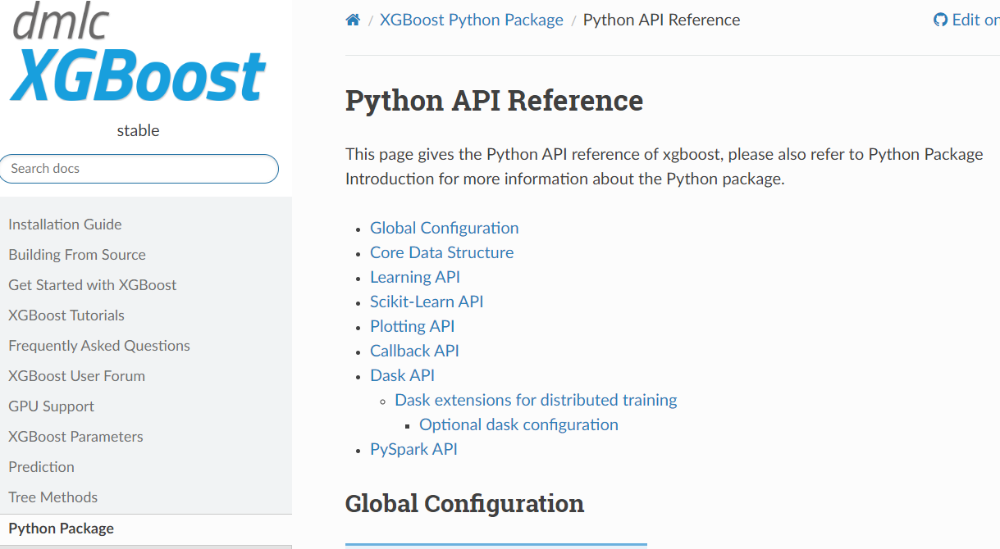 dmlc
XGBoost
stable
Search docs
Installation Guide
Building From Source
Get Started with XGBoost
XGBoost Tutorials
Frequently Asked Questions
XGBoost User Forum
GPU Support
XGBoost Parameters
Prediction
Tree Methods
Python Package
/ XGBoost Python Package / Python API Reference
Edit on
Python API Reference
This page gives the Python API reference of xgboost, please also refer to Python Package
Introduction for more information about the Python package.
• Global Configuration
• Core Data Structure
• Learning API
• Scikit-Learn API
• Plotting API
• Callback API
• Dask API
◦ Dask extensions for distributed training
▪ Optional dask configuration
• PySpark API
Global Configuration